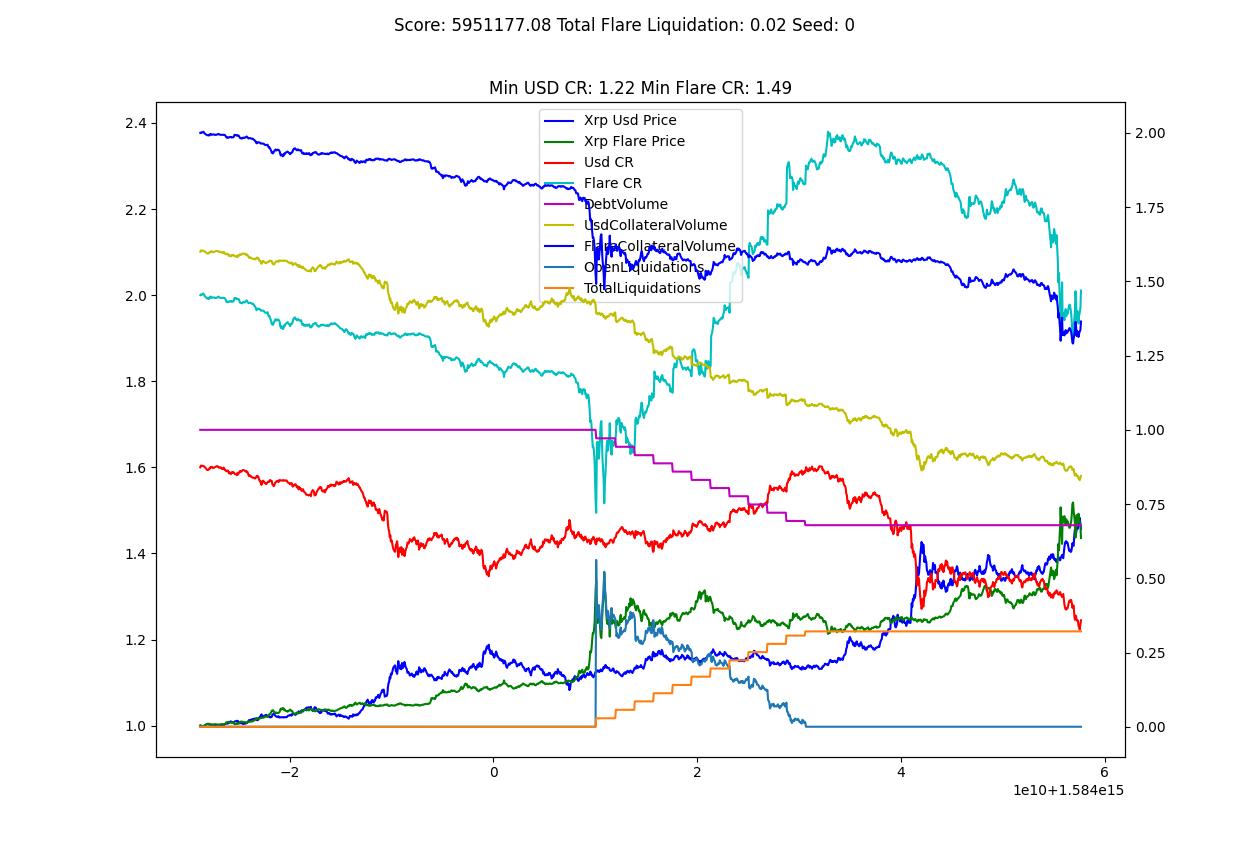 Score: 5951177.08 Total Flare Liquidation: 0.02 Seed: 0
Min USD CR: 1.22 Min Flare CR: 1.49
Xrp Usd Price
Xrp Flare Price
Usd CR
Flare CR
DebtVolume
UsdCollateralVolume
FlareCollateralVolume
OpenLiquidations
TotalLiquidations
2.4
2.2
2.0
1.8
1.6
1.4
1.2
1.0
2.00
1.75
1.50
1.25
1.00
0.75
0.50
0.25
0.00
−2
0
2
4
6
1e10+1.584e15